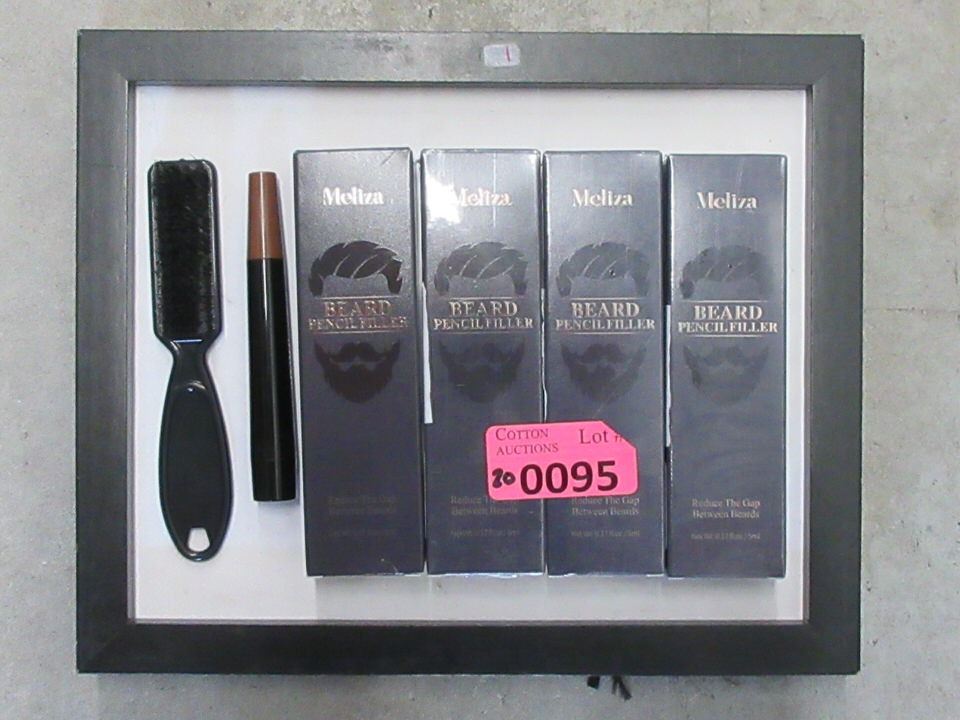 Meliza
BEARD
PENCIL FILLER
Reduce The Gap
Between Beards
Meliza
BEARD
PENCIL FILLER
Reduce The
Between Beards
Meliza
BEARD
PENCIL FILLER
Reduce The Gap
Between Beards
Meliza
BEARD
PENCIL FILLER
Reduce The Gap
Between Beards
COTTON
AUCTIONS
Lot
20 0095